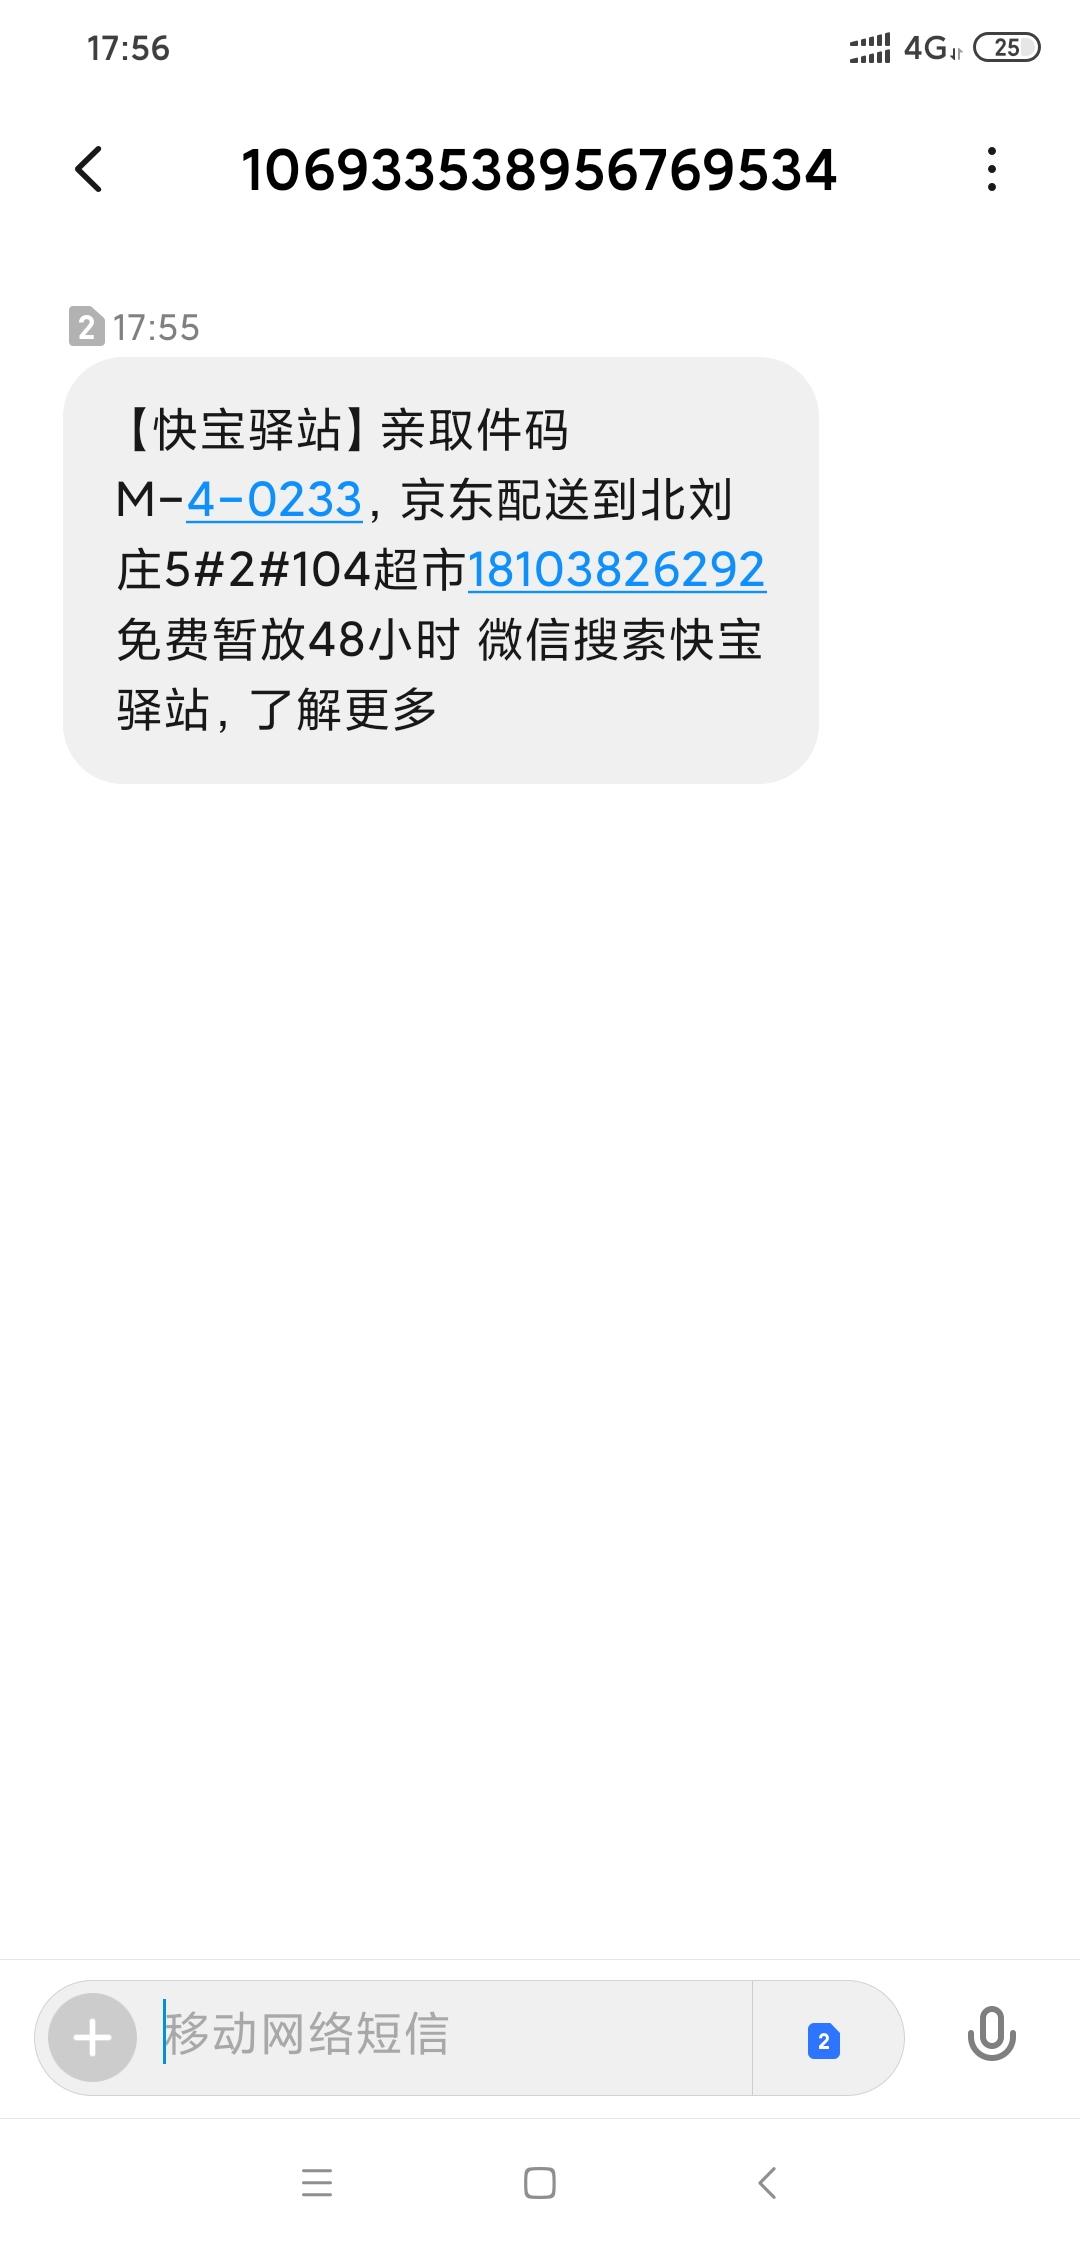 17:56 4G 25
106933538956769534
2 17:55
【快宝驿站】亲取件码
M-4-0233，京东配送到北刘
庄5#2#104超市18103826292
免费暂放48小时 微信搜索快宝
驿站，了解更多
移动网络短信 2